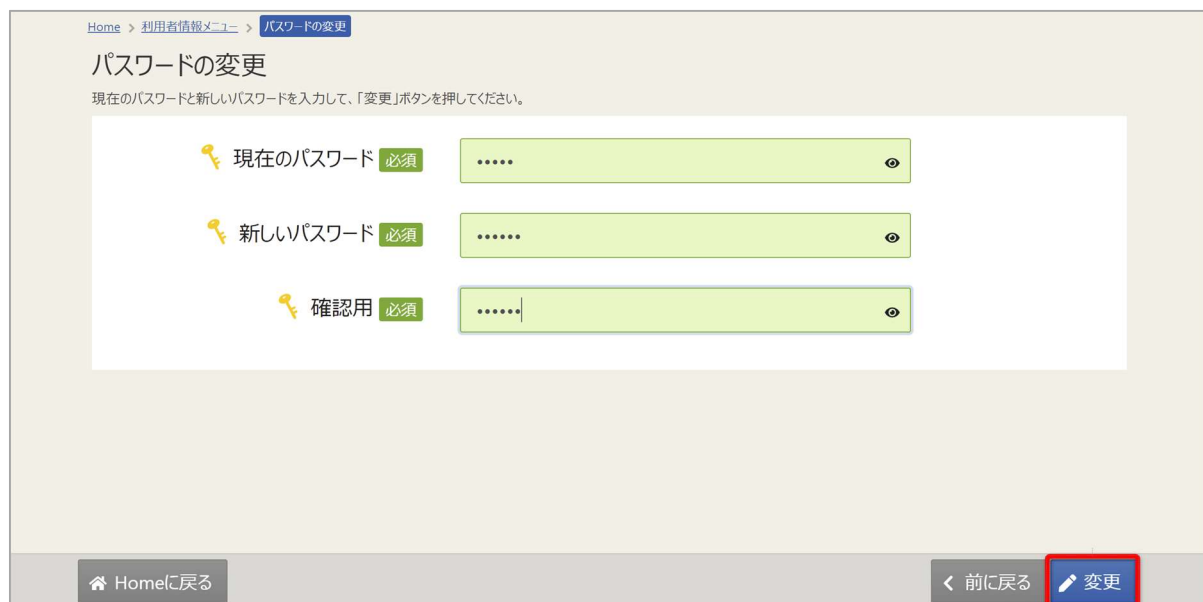 Home > 利用者情報メニュー > パスワードの変更
パスワードの変更
現在のパスワードと新しいパスワードを入力して、「変更」ボタンを押してください。
現在のパスワード 必須 •••••
新しいパスワード 必須 ••••••
確認用 必須 ••••••
Homeに戻る 前に戻る 変更